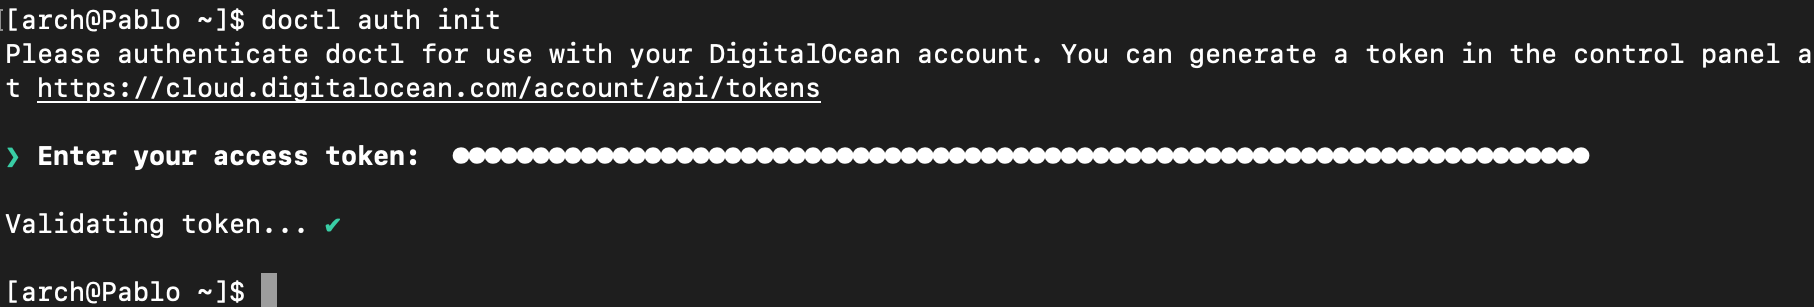 [[arch@Pablo ~]$ doctl auth init
Please authenticate doctl for use with your DigitalOcean account. You can generate a token in the control panel a
t https://cloud.digitalocean.com/account/api/tokens
❯ Enter your access token: ●●●●●●●●●●●●●●●●●●●●●●●●●●●●●●●●●●●●●●●●●●●●●●●●●●●●●●●●●●●●●●●●●●●●●●●
Validating token... ✔
[arch@Pablo ~]$